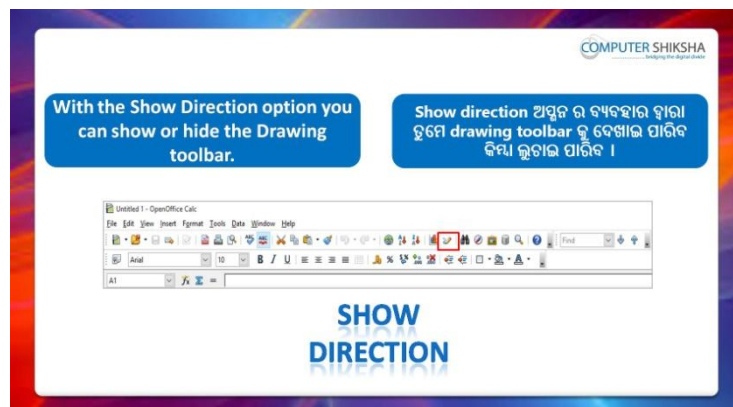 COMPUTER SHIKSHA
bridging the digital divide
With the Show Direction option you
can show or hide the Drawing
toolbar.
Show direction ଅପ୍ସନ ର ବ୍ୟବହାର ଦ୍ୱାରା
ତୁମେ drawing toolbar କୁ ଦେଖାଇ ପାରିବ
କିମ୍ବା ଲୁଚାଇ ପାରିବ ।
Untitled 1 - OpenOffice Calc
File Edit View Insert Format Tools Data Window Help
Find
Arial 10 B I U
A1
SHOW
DIRECTION